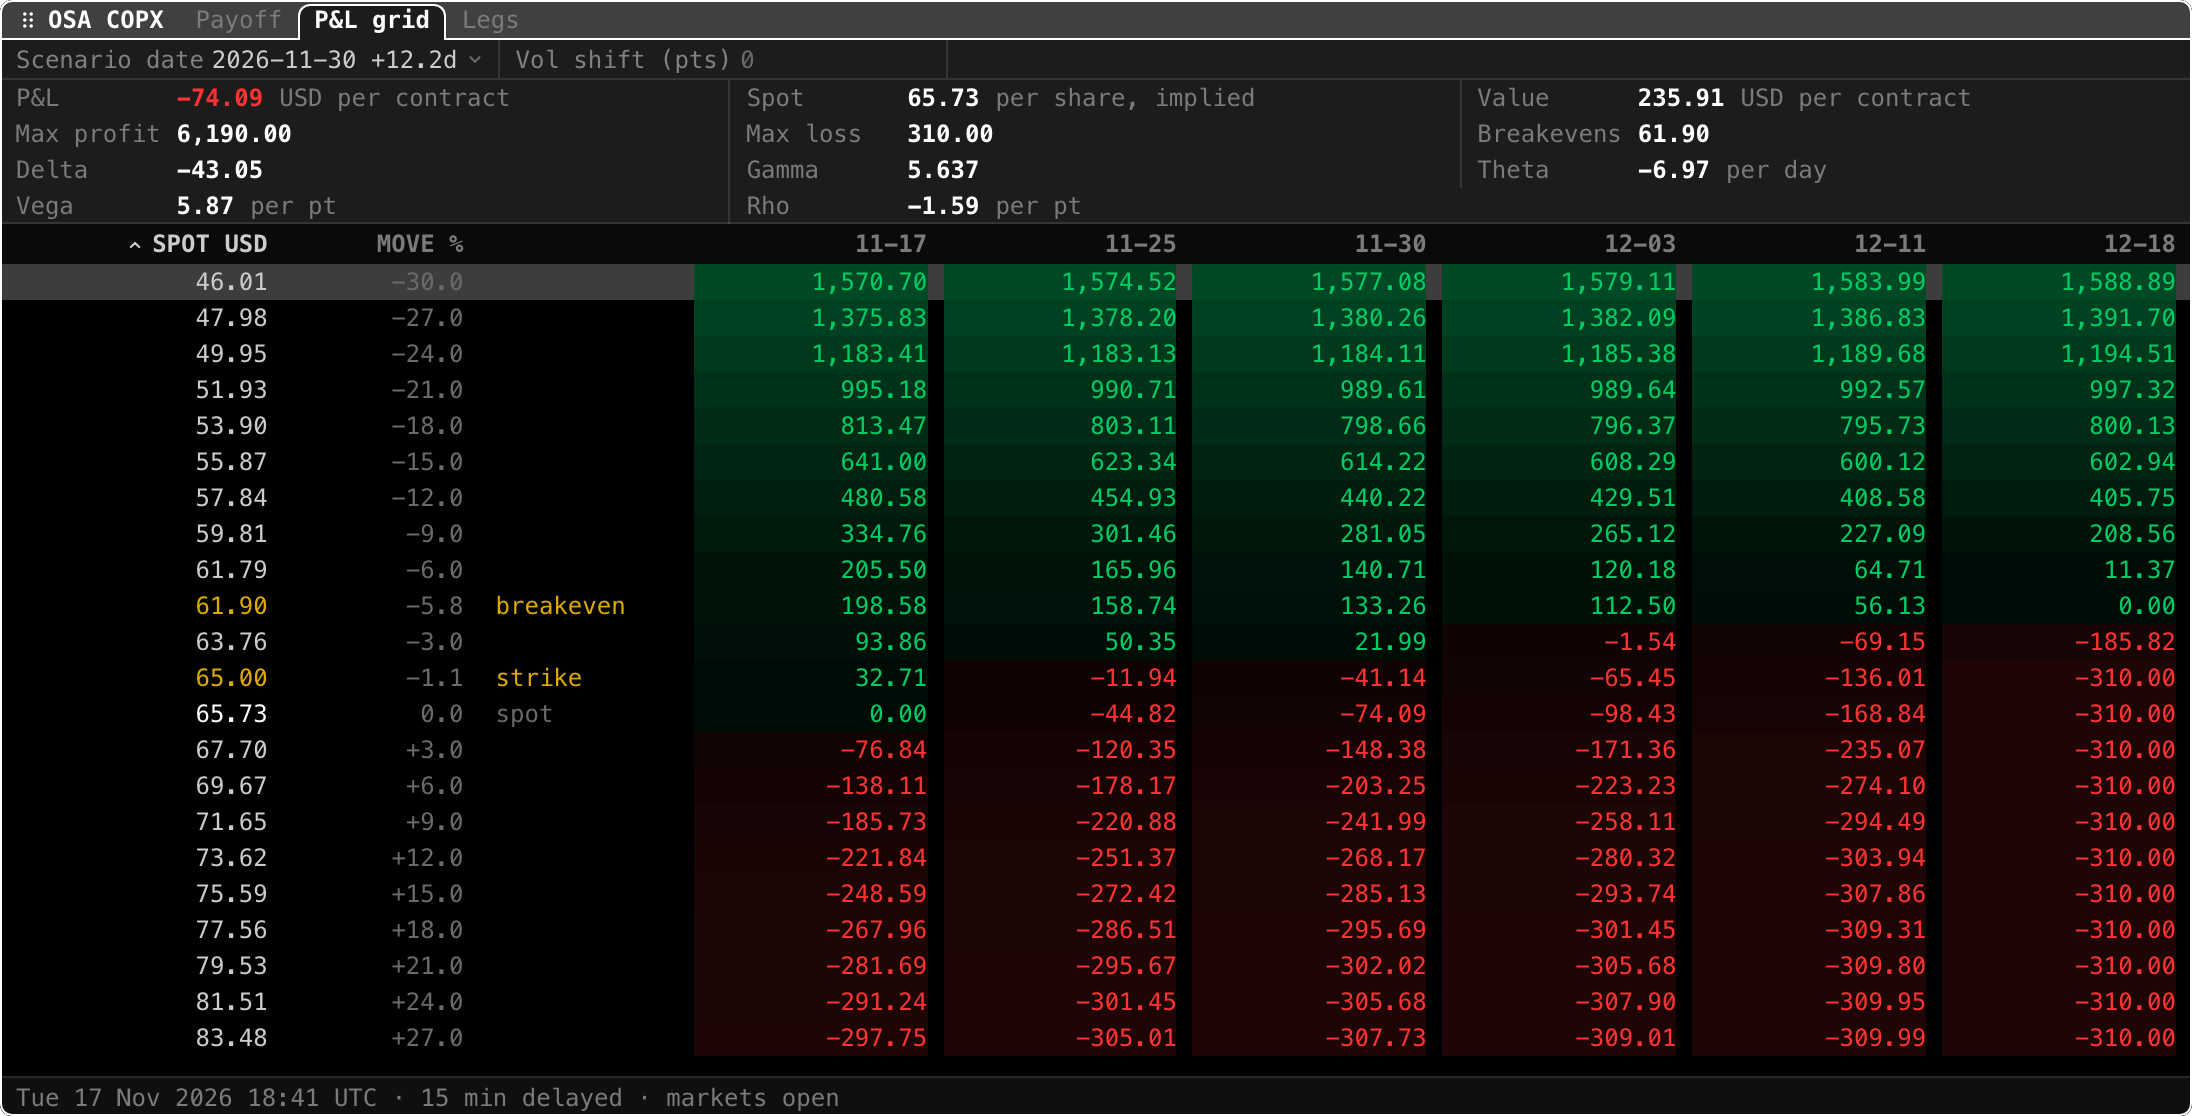 OSA COPX Payoff P&L grid Legs
Scenario date 2026-11-30 +12.2d Vol shift (pts) 0
P&L -74.09 USD per contract Spot 65.73 per share, implied Value 235.91 USD per contract
Max profit 6,190.00 Max loss 310.00 Breakevens 61.90
Delta -43.05 Gamma 5.637 Theta -6.97 per day
Vega 5.87 per pt Rho -1.59 per pt
SPOT USD MOVE % 11-17 11-25 11-30 12-03 12-11 12-18
46.01 -30.0 1,570.70 1,574.52 1,577.08 1,579.11 1,583.99 1,588.89
47.98 -27.0 1,375.83 1,378.20 1,380.26 1,382.09 1,386.83 1,391.70
49.95 -24.0 1,183.41 1,183.13 1,184.11 1,185.38 1,189.68 1,194.51
51.93 -21.0 995.18 990.71 989.61 989.64 992.57 997.32
53.90 -18.0 813.47 803.11 798.66 796.37 795.73 800.13
55.87 -15.0 641.00 623.34 614.22 608.29 600.12 602.94
57.84 -12.0 480.58 454.93 440.22 429.51 408.58 405.75
59.81 -9.0 334.76 301.46 281.05 265.12 227.09 208.56
61.79 -6.0 205.50 165.96 140.71 120.18 64.71 11.37
61.90 -5.8 breakeven 198.58 158.74 133.26 112.50 56.13 0.00
63.76 -3.0 93.86 50.35 21.99 -1.54 -69.15 -185.82
65.00 -1.1 strike 32.71 -11.94 -41.14 -65.45 -136.01 -310.00
65.73 0.0 spot 0.00 -44.82 -74.09 -98.43 -168.84 -310.00
67.70 +3.0 -76.84 -120.35 -148.38 -171.36 -235.07 -310.00
69.67 +6.0 -138.11 -178.17 -203.25 -223.23 -274.10 -310.00
71.65 +9.0 -185.73 -220.88 -241.99 -258.11 -294.49 -310.00
73.62 +12.0 -221.84 -251.37 -268.17 -280.32 -303.94 -310.00
75.59 +15.0 -248.59 -272.42 -285.13 -293.74 -307.86 -310.00
77.56 +18.0 -267.96 -286.51 -295.69 -301.45 -309.31 -310.00
79.53 +21.0 -281.69 -295.67 -302.02 -305.68 -309.80 -310.00
81.51 +24.0 -291.24 -301.45 -305.68 -307.90 -309.95 -310.00
83.48 +27.0 -297.75 -305.01 -307.73 -309.01 -309.99 -310.00
Tue 17 Nov 2026 18:41 UTC · 15 min delayed · markets open